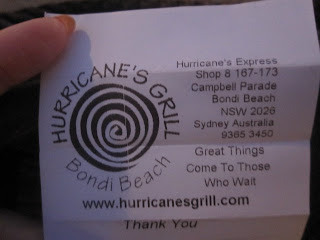 HURRICANE'S GRILL
Bondi Beach
Hurricane's Express
Shop 8 167-173
Campbell Parade
Bondi Beach
NSW 2026
Sydney Australia
9365 3450
Great Things
Come To Those
Who Wait
www.hurricanesgrill.com
Thank You